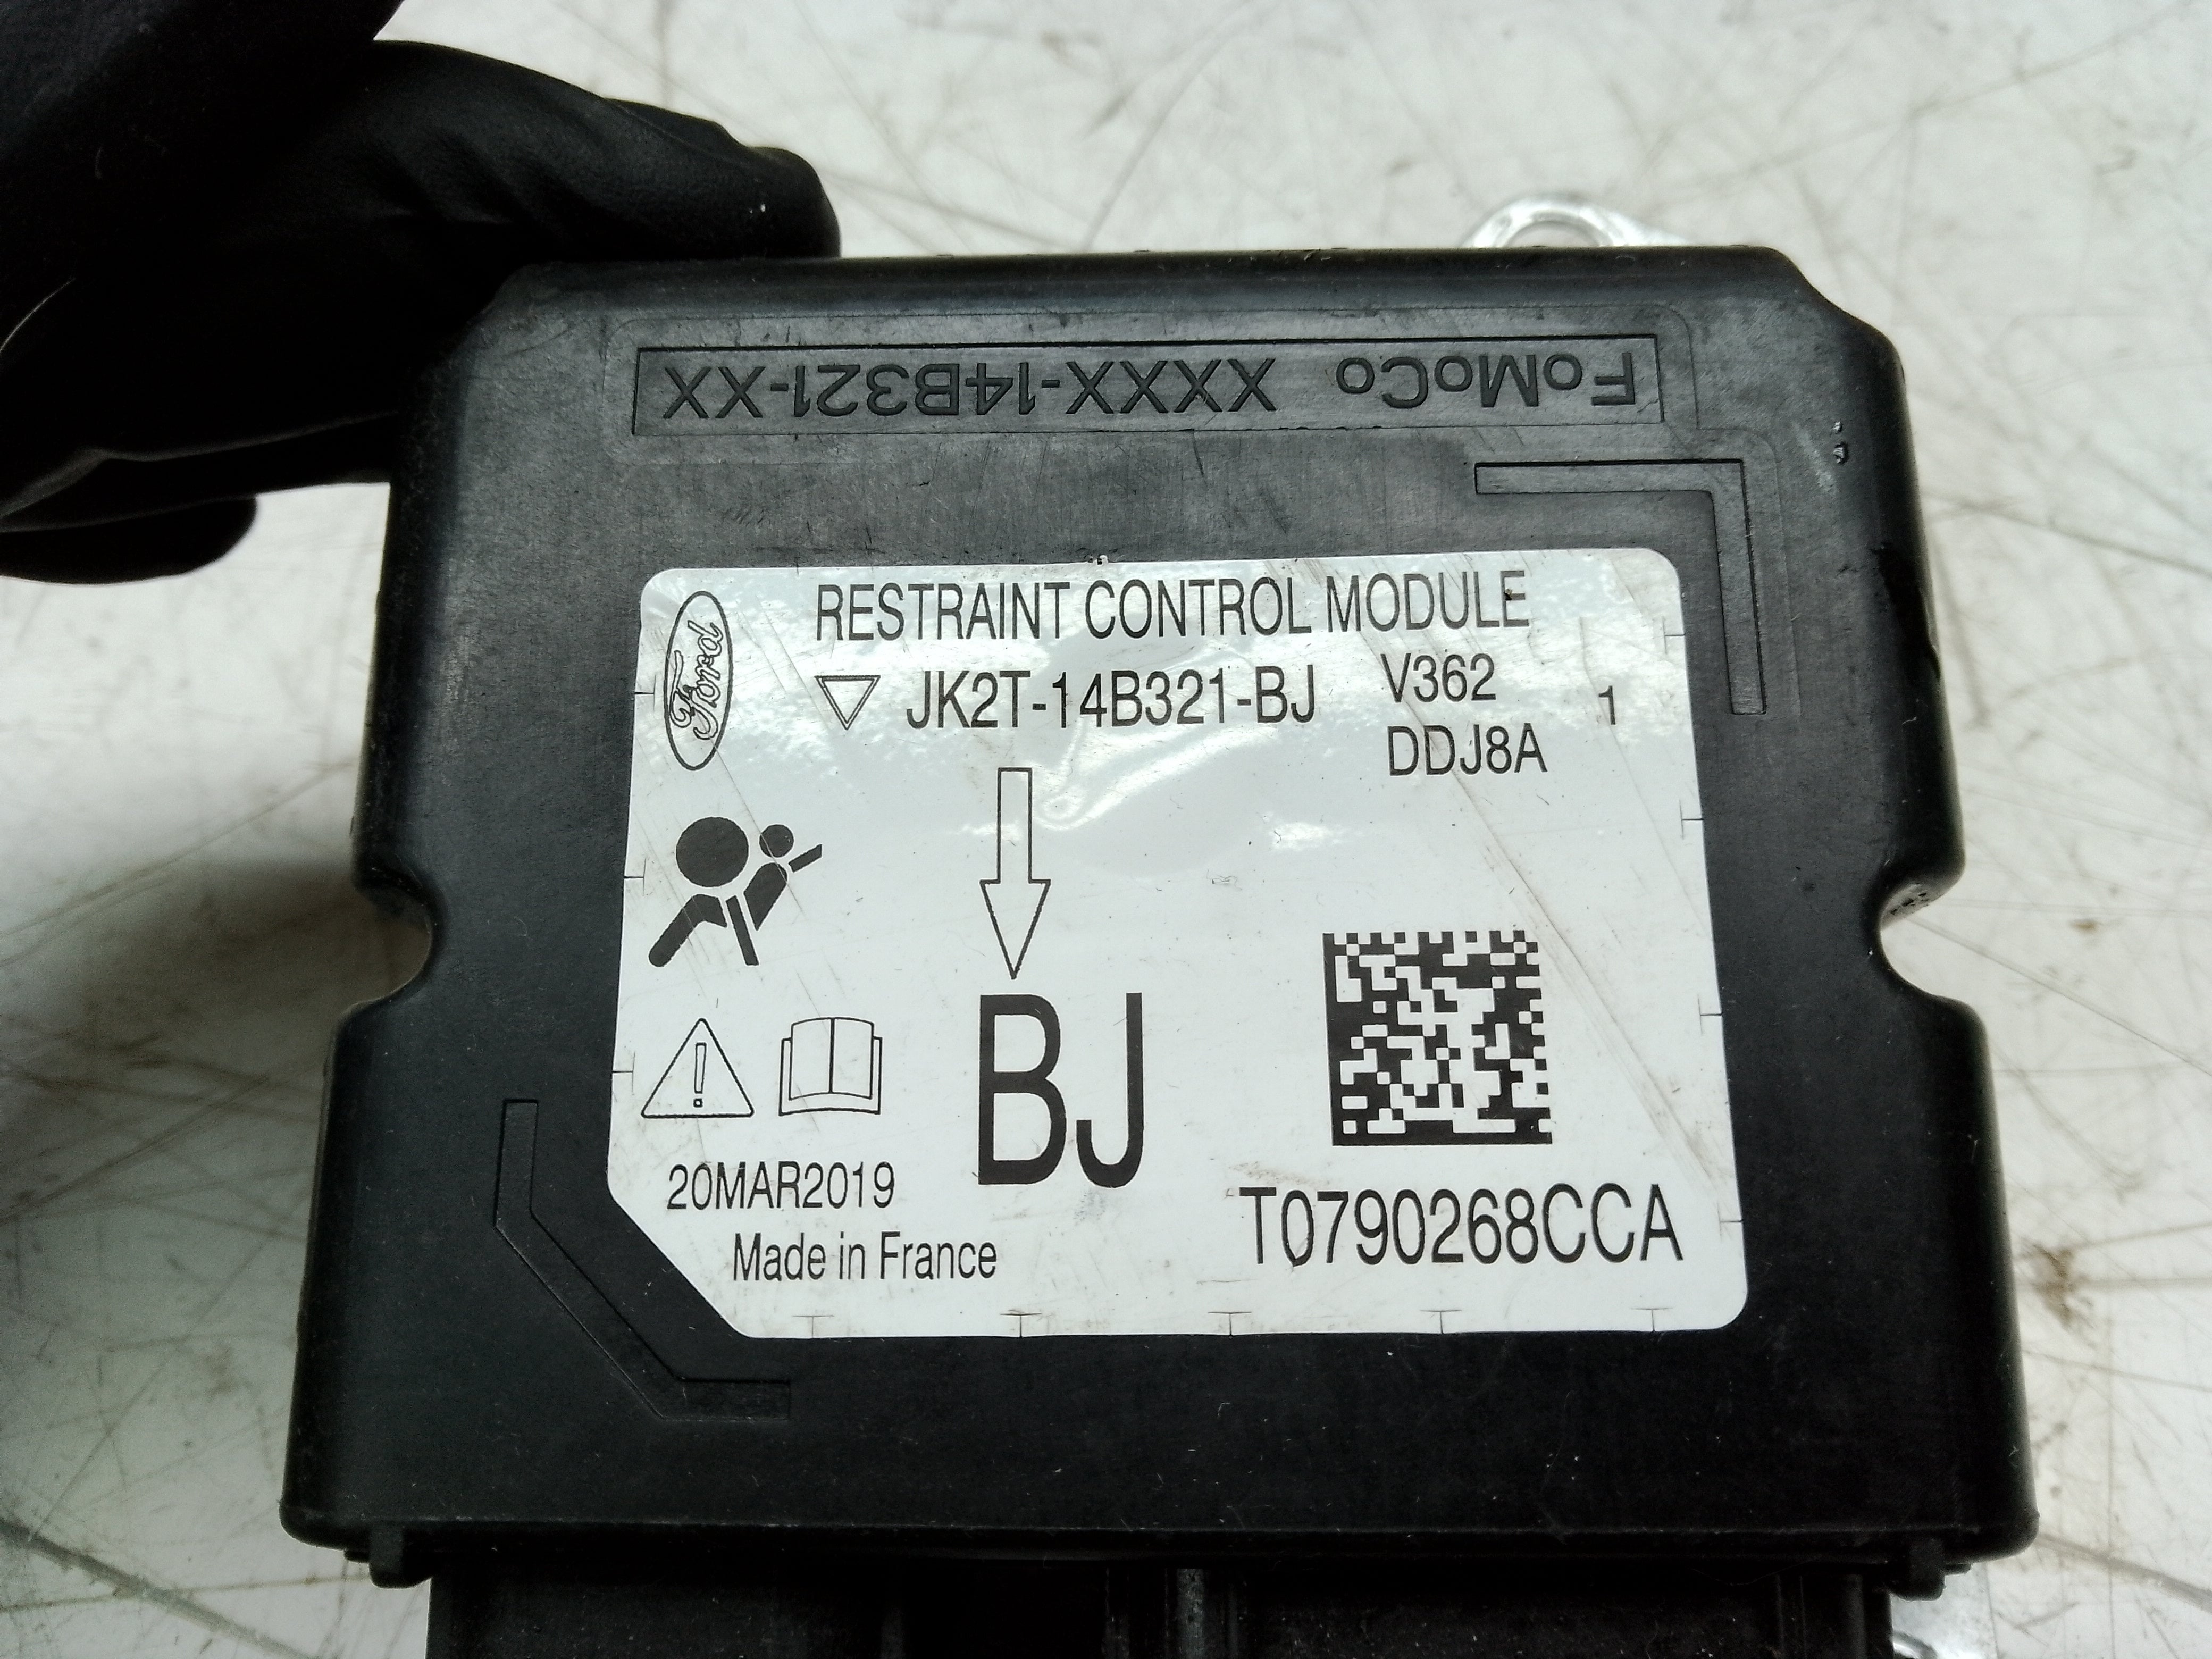 FoMoCo XXXX-14B321-XX
Ford
RESTRAINT CONTROL MODULE
JK2T-14B321-BJ
V362
DDJ8A
1
BJ
20MAR2019
Made in France
T0790268CCA